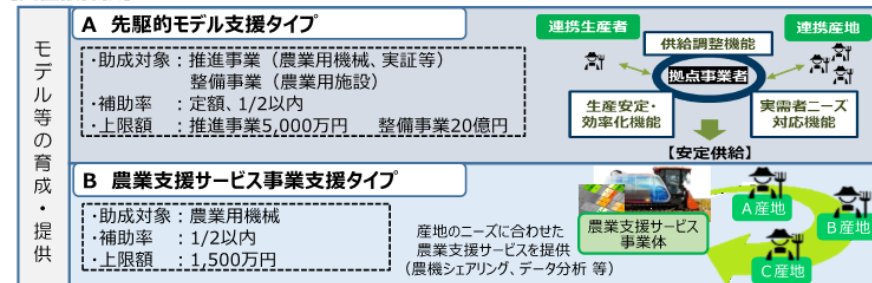 モデル等の育成・提供
A 先駆的モデル支援タイプ
・助成対象：推進事業（農業用機械、実証等）
整備事業（農業用施設）
・補助率 ：定額、1/2以内
・上限額 ：推進事業5,000万円 整備事業20億円
連携生産者
連携産地
供給調整機能
拠点事業者
生産安定・
効率化機能
実需者ニーズ
対応機能
【安定供給】
B 農業支援サービス事業支援タイプ
・助成対象：農業用機械
・補助率 ：1/2以内
・上限額 ：1,500万円
産地のニーズに合わせた
農業支援サービスを提供
（農機シェアリング、データ分析 等）
農業支援サービス
事業体
A産地
B産地
C産地